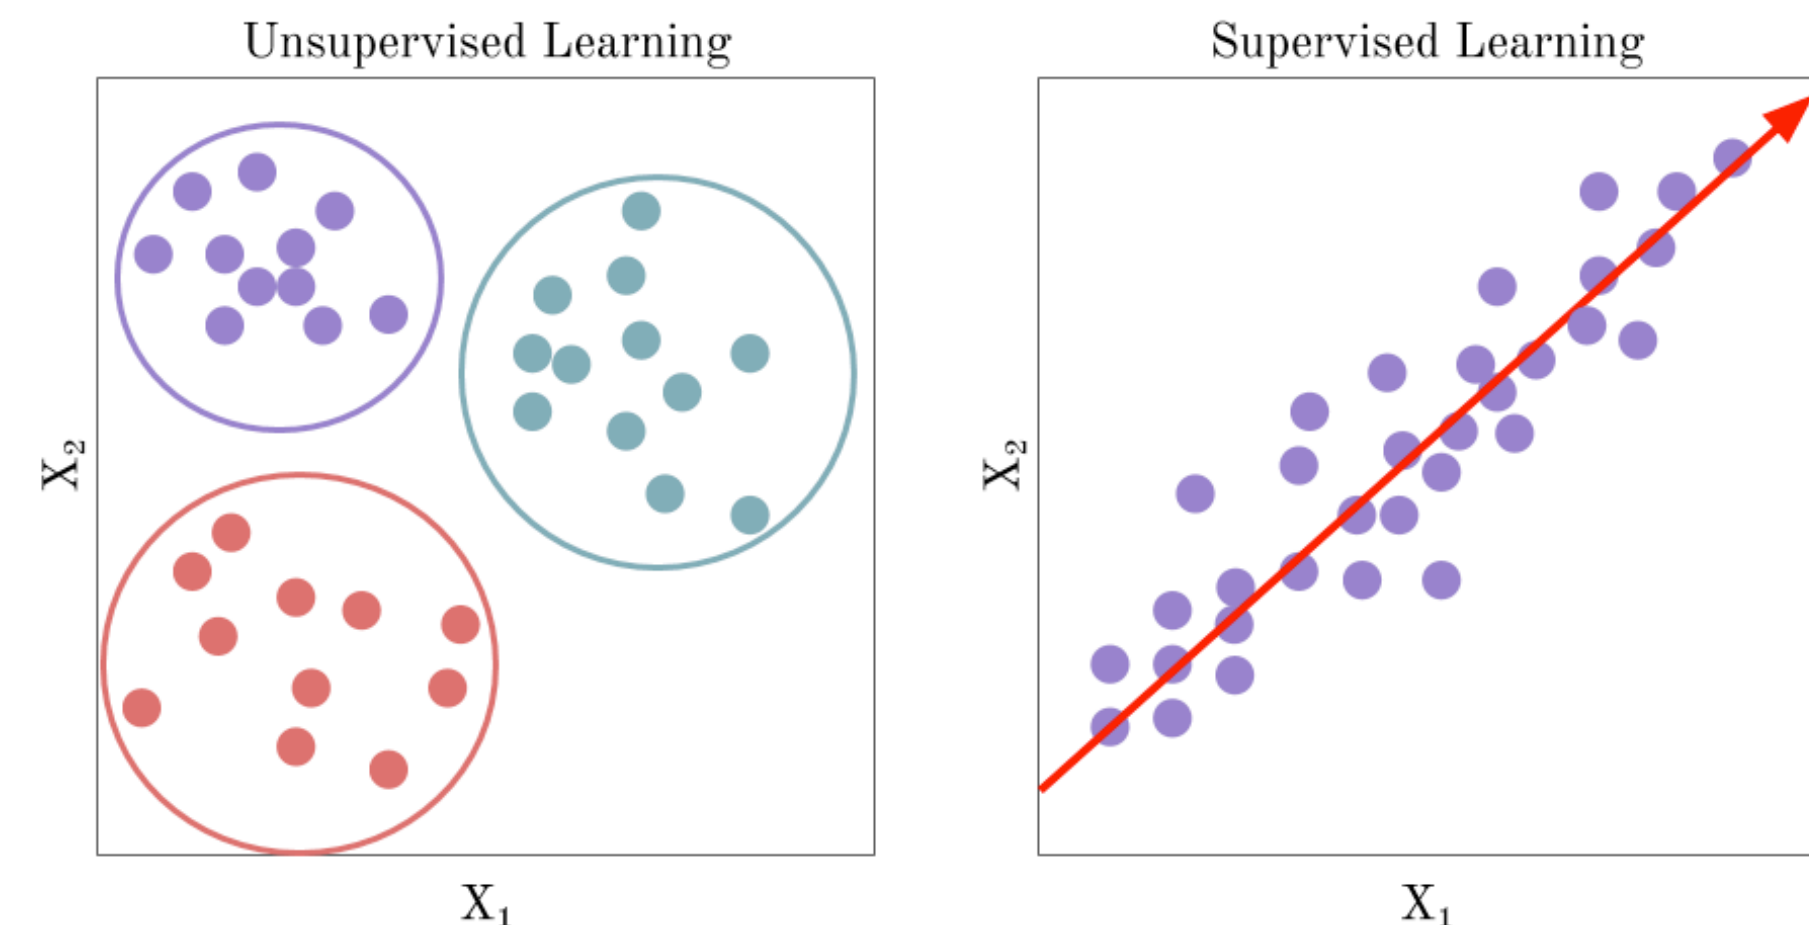 Unsupervised Learning
X₂
X₁
Supervised Learning
X₂
X₁